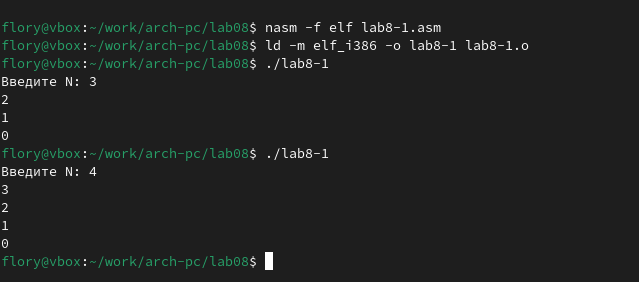 flory@vbox:~/work/arch-pc/lab08$ nasm -f elf lab8-1.asm
flory@vbox:~/work/arch-pc/lab08$ ld -m elf_i386 -o lab8-1 lab8-1.o
flory@vbox:~/work/arch-pc/lab08$ ./lab8-1
Введите N: 3
2
1
0
flory@vbox:~/work/arch-pc/lab08$ ./lab8-1
Введите N: 4
3
2
1
0
flory@vbox:~/work/arch-pc/lab08$